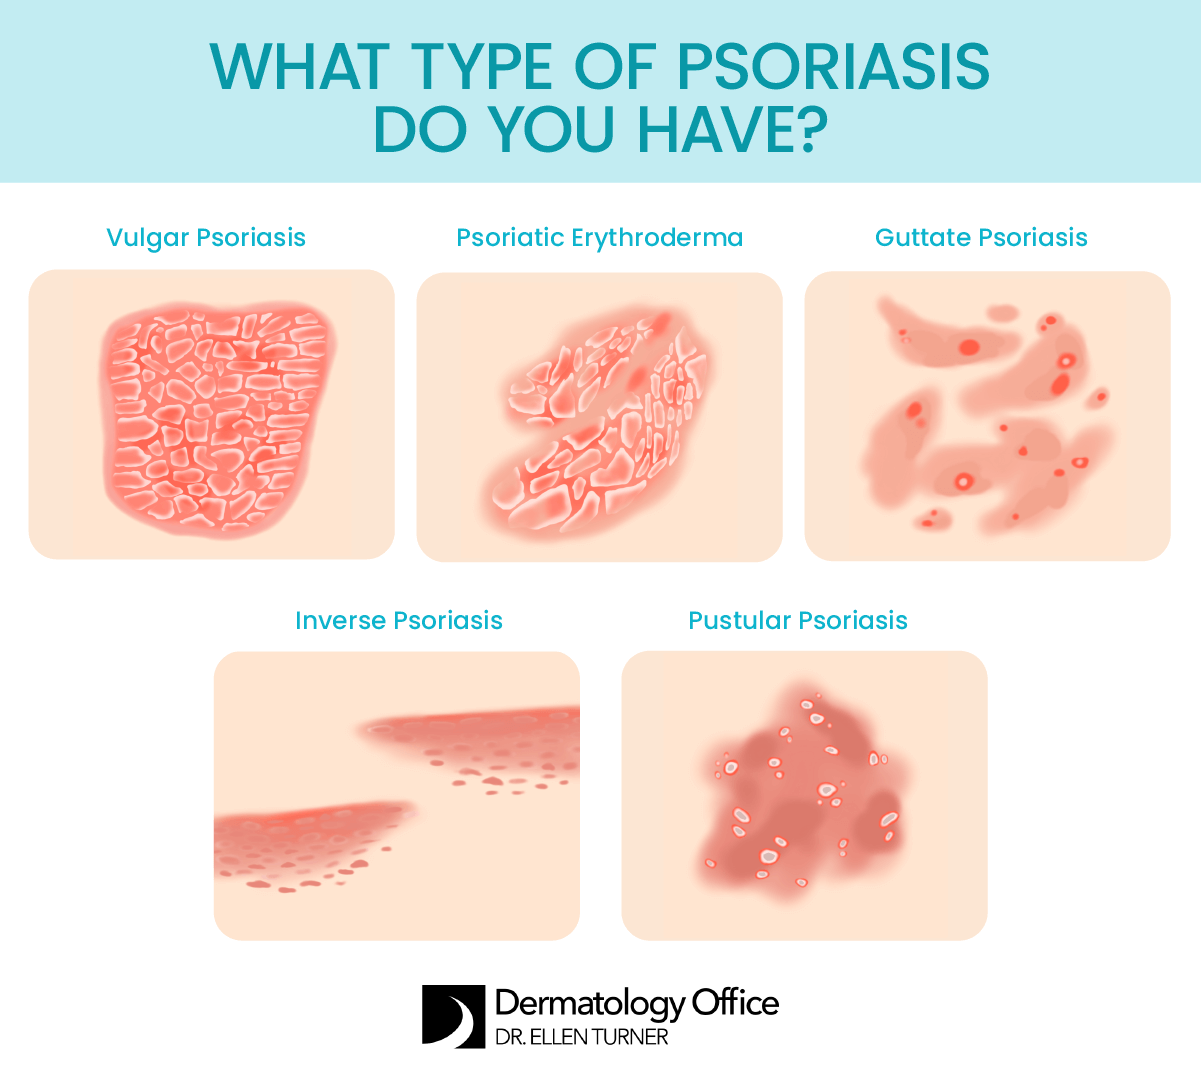 WHAT TYPE OF PSORIASIS
DO YOU HAVE?
Vulgar Psoriasis
Psoriatic Erythroderma
Guttate Psoriasis
Inverse Psoriasis
Pustular Psoriasis
Dermatology Office
DR. ELLEN TURNER